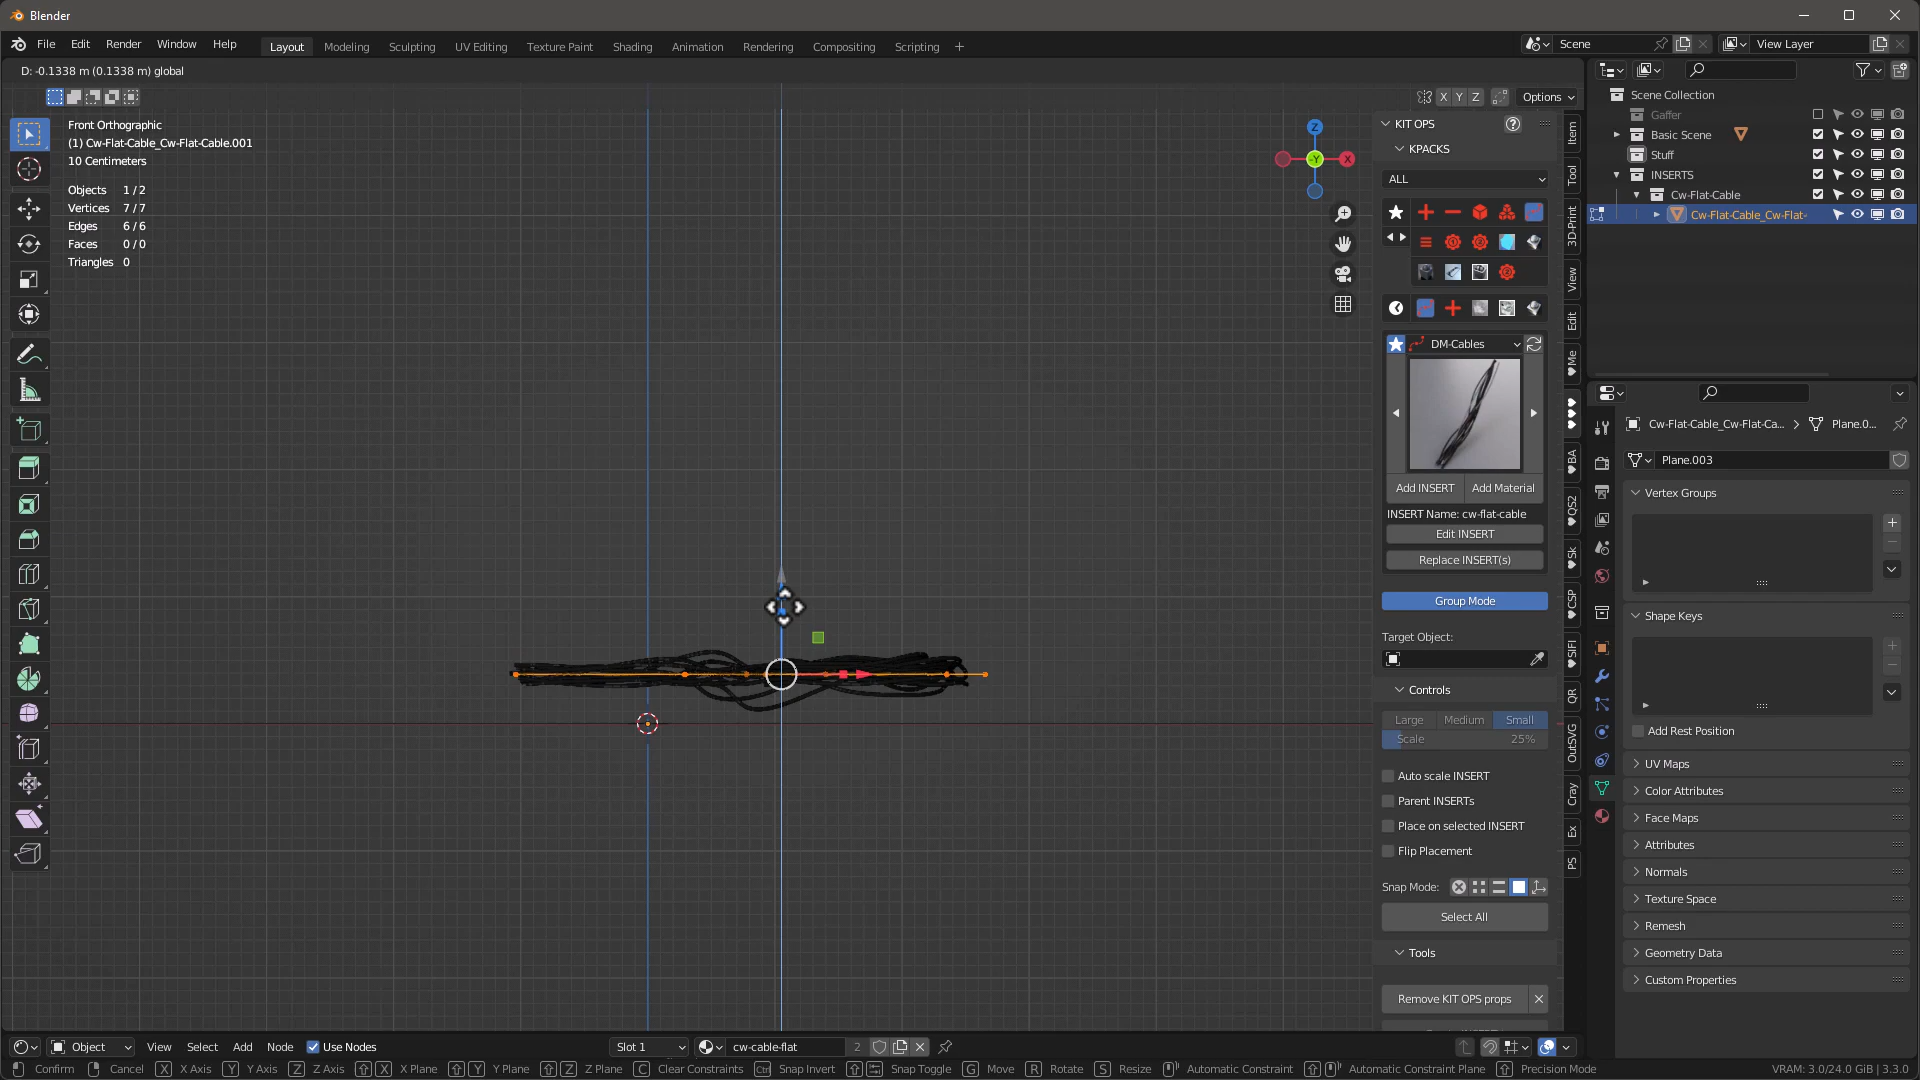 Blender
File Edit Render Window Help
Layout Modeling Sculpting UV Editing Texture Paint Shading Animation Rendering Compositing Scripting +
Scene
View Layer
D: -0.1338 m (0.1338 m) global
X Y Z Options
Front Orthographic
(1) Cw-Flat-Cable_Cw-Flat-Cable.001
10 Centimeters
Objects 1 / 2
Vertices 7 / 7
Edges 6 / 6
Faces 0 / 0
Triangles 0
Z
-Y
X
KIT OPS
KPACKS
ALL
DM-Cables
Add INSERT Add Material
INSERT Name: cw-flat-cable
Edit INSERT
Replace INSERT(s)
Group Mode
Target Object:
Controls
Large Medium Small
Scale 25%
Auto scale INSERT
Parent INSERTs
Place on selected INSERT
Flip Placement
Snap Mode:
Select All
Tools
Remove KIT OPS props
Item
Tool
3D-Print
View
Edit
Me
BA
QS2
Sk
CSP
SIFI
QR
OutSVG
Cray
Ex
PS
Scene Collection
Gaffer
Basic Scene
Stuff
INSERTS
Cw-Flat-Cable
Cw-Flat-Cable_Cw-Flat-
Cw-Flat-Cable_Cw-Flat-Ca... Plane.0...
Plane.003
Vertex Groups
Shape Keys
Add Rest Position
UV Maps
Color Attributes
Face Maps
Attributes
Normals
Texture Space
Remesh
Geometry Data
Custom Properties
Object View Select Add Node Use Nodes
Slot 1
cw-cable-flat 2
Confirm Cancel X X Axis Y Y Axis Z Z Axis X X Plane Y Y Plane Z Z Plane C Clear Constraints Ctrl Snap Invert Snap Toggle G Move R Rotate S Resize Automatic Constraint Automatic Constraint Plane Precision Mode
VRAM: 3.0/24.0 GiB | 3.3.0